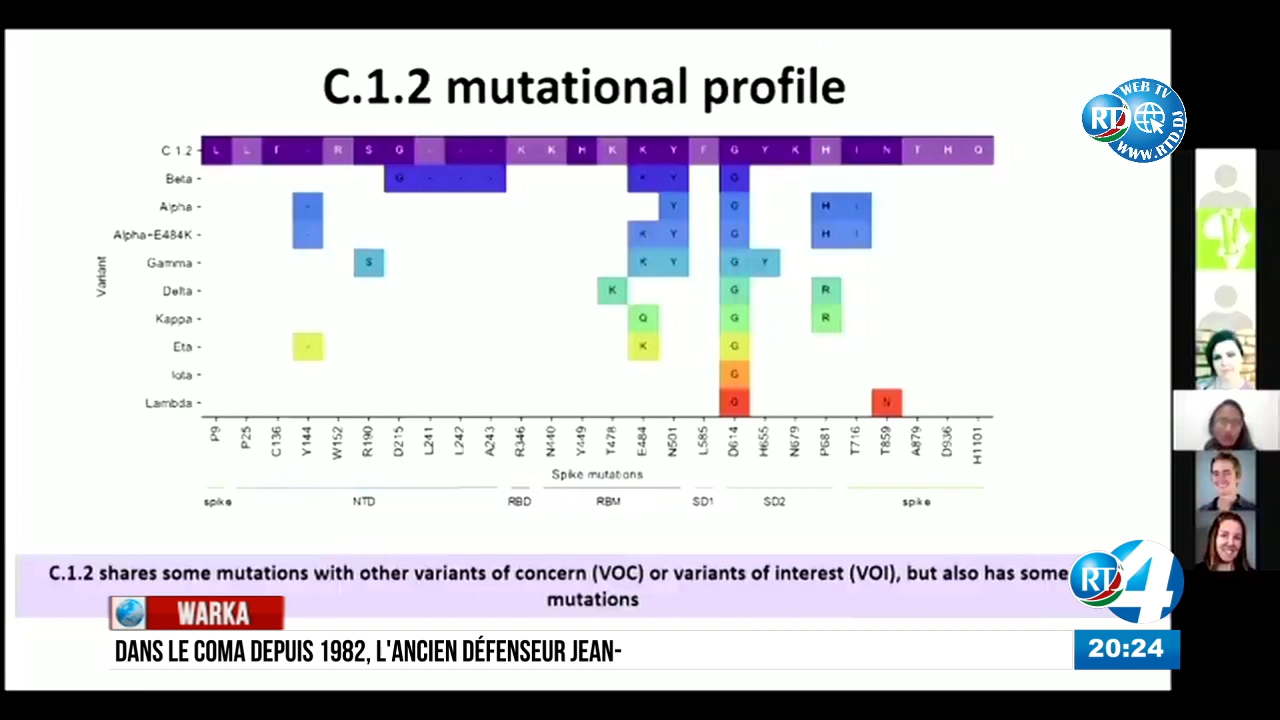 C.1.2 mutational profile
WEB TV
RTD
WWW.RTD.DJ
C 1.2 - L L T - R S G - - - K K H K K Y F G Y K H I N T H Q
Beta - G - - - K Y G
Alpha - - Y G H -
Alpha+E484K - - K Y G H I
Gamma - S K Y G Y
Delta - K G R
Kappa - Q G R
Eta - - K G
Iota - G
Lambda - G N
Variant
P9 P25 C136 Y144 W152 R190 D215 L241 L242 A243 R346 N440 Y449 T478 E484 N501 L585 D614 H655 N679 P681 T716 T859 A879 D936 H1101
Spike mutations
spike NTD RBD RBM SD1 SD2 spike
C.1.2 shares some mutations with other variants of concern (VOC) or variants of interest (VOI), but also has some
mutations
RTD 4
WARKA
DANS LE COMA DEPUIS 1982, L'ANCIEN DÉFENSEUR JEAN-
20:24